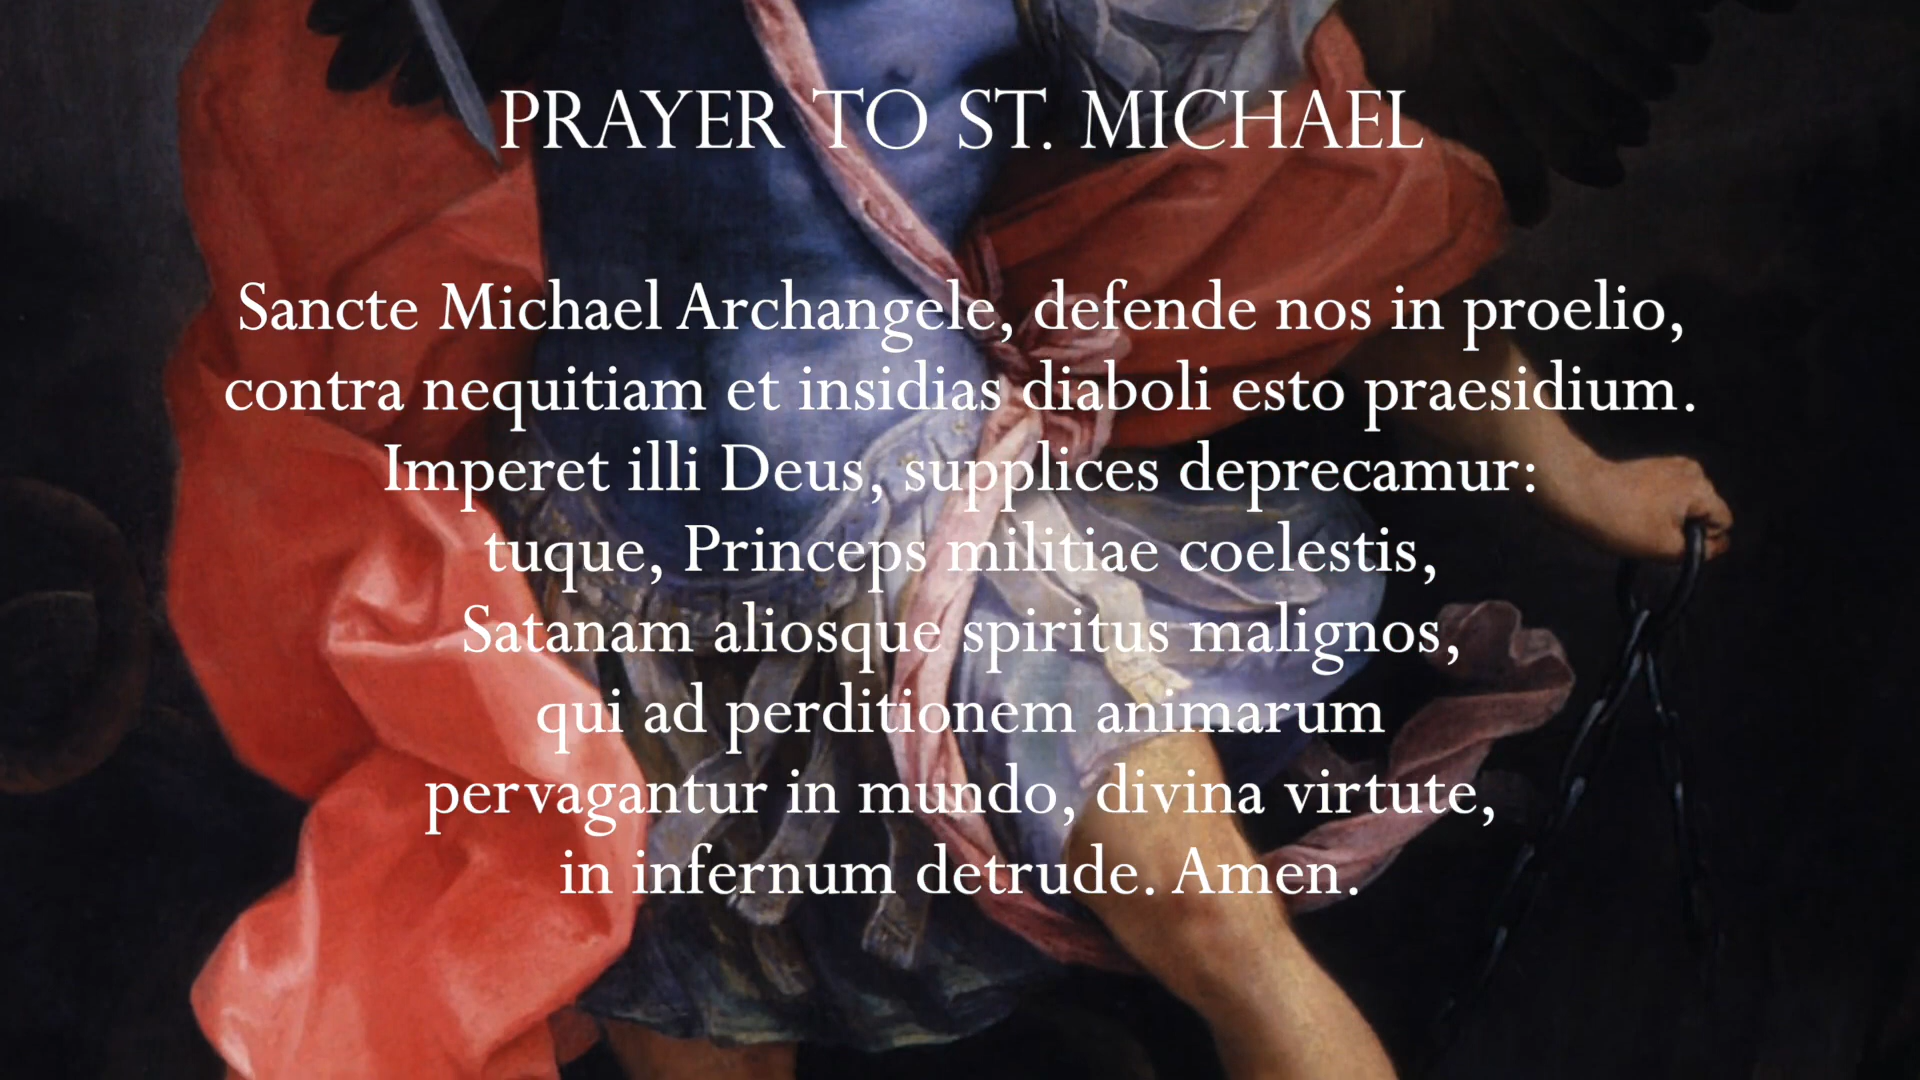 PRAYER TO ST. MICHAEL
Sancte Michael Archangele, defende nos in proelio,
contra nequitiam et insidias diaboli esto praesidium.
Imperet illi Deus, supplices deprecamur:
tuque, Princeps militiae coelestis,
Satanam aliosque spiritus malignos,
qui ad perditionem animarum
pervagantur in mundo, divina virtute,
in infernum detrude. Amen.